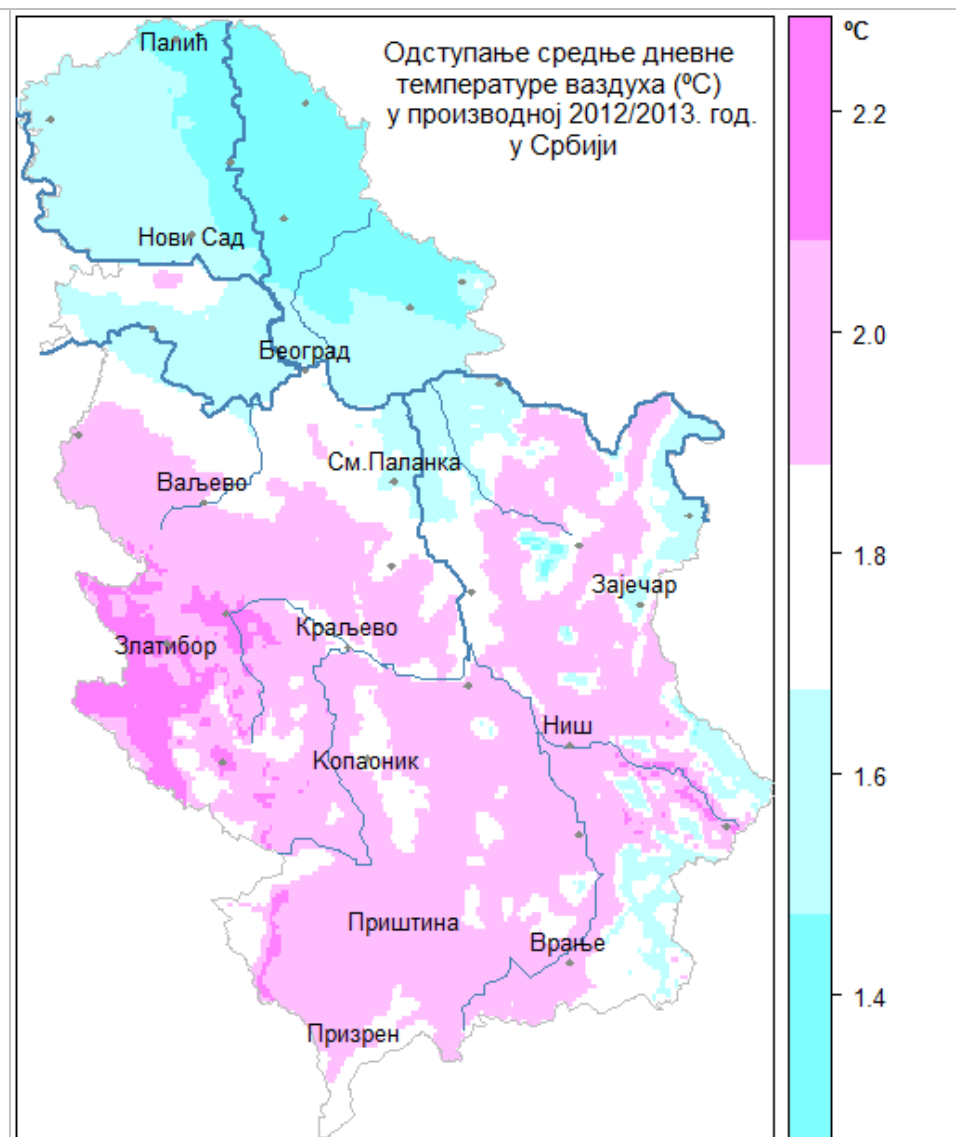 Одступање средње дневне
температуре ваздуха (ºC)
у производној 2012/2013. год.
у Србији
ºC
2.2
2.0
1.8
1.6
1.4
Палић
Нови Сад
Београд
См.Паланка
Ваљево
Зајечар
Краљево
Златибор
Ниш
Копаоник
Приштина
Врање
Призрен